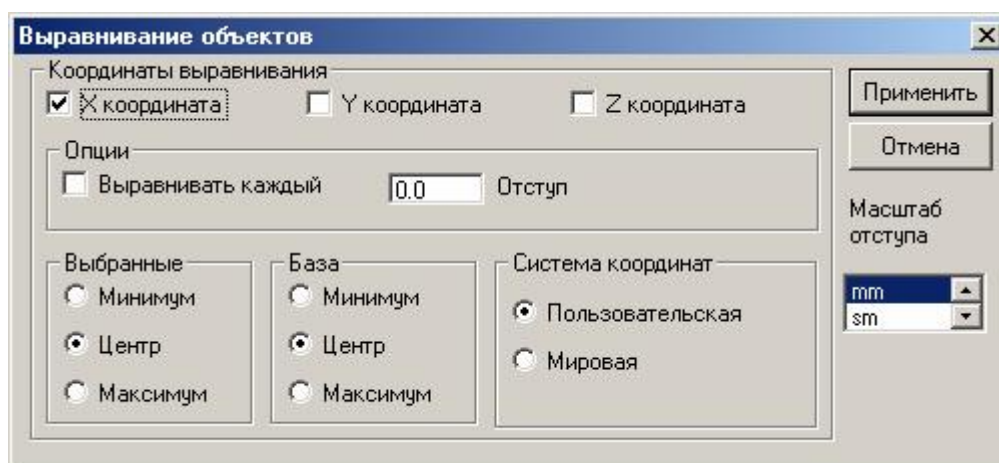 Выравнивание объектов
Координаты выравнивания
X координата Y координата Z координата
Применить
Отмена
Опции
Выравнивать каждый 0.0 Отступ
Масштаб
отступа
mm
sm
Выбранные
Минимум
Центр
Максимум
База
Минимум
Центр
Максимум
Система координат
Пользовательская
Мировая